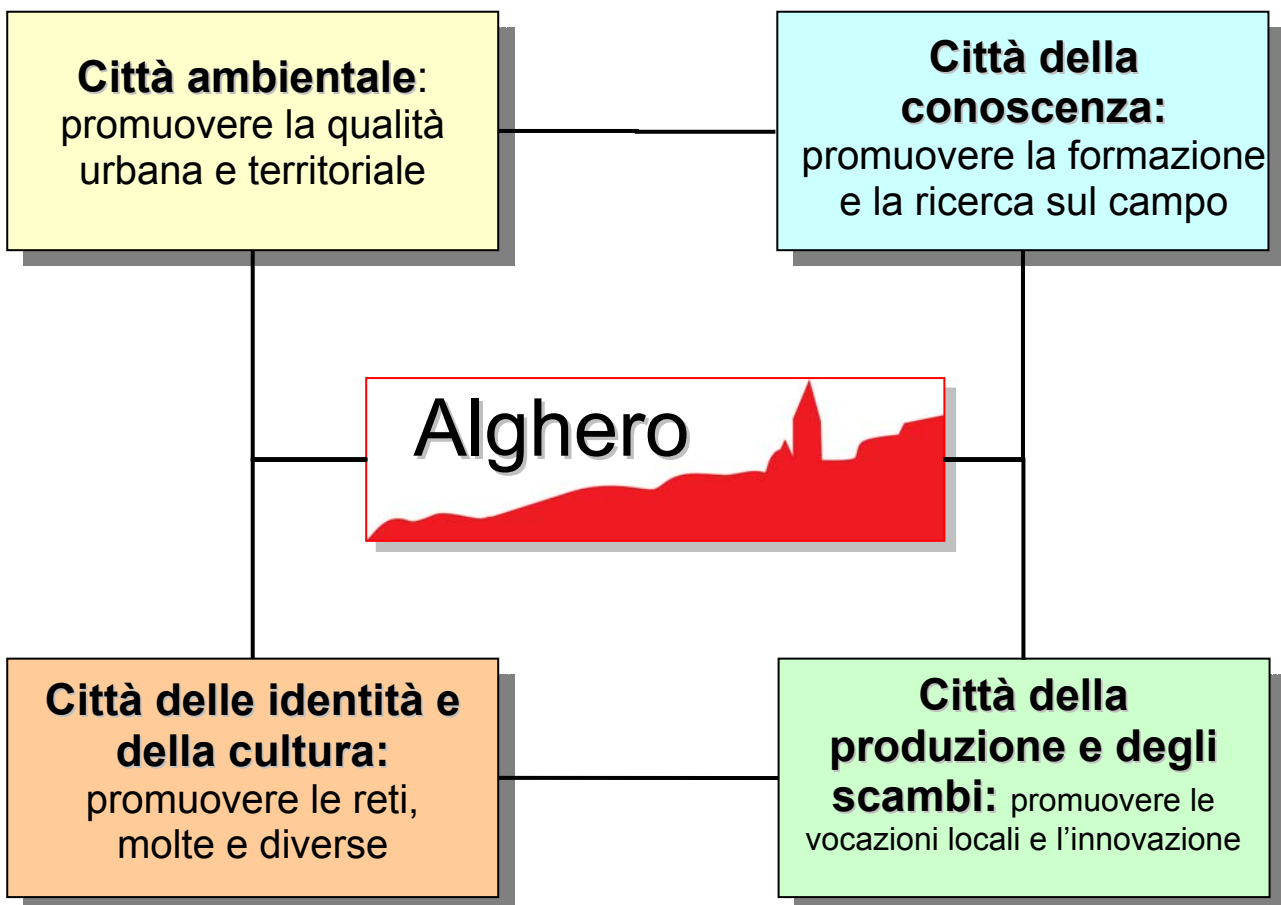 Città ambientale:
promuovere la qualità
urbana e territoriale
Città della
conoscenza:
promuovere la formazione
e la ricerca sul campo
Alghero
Città delle identità e
della cultura:
promuovere le reti,
molte e diverse
Città della
produzione e degli
scambi: promuovere le
vocazioni locali e l’innovazione